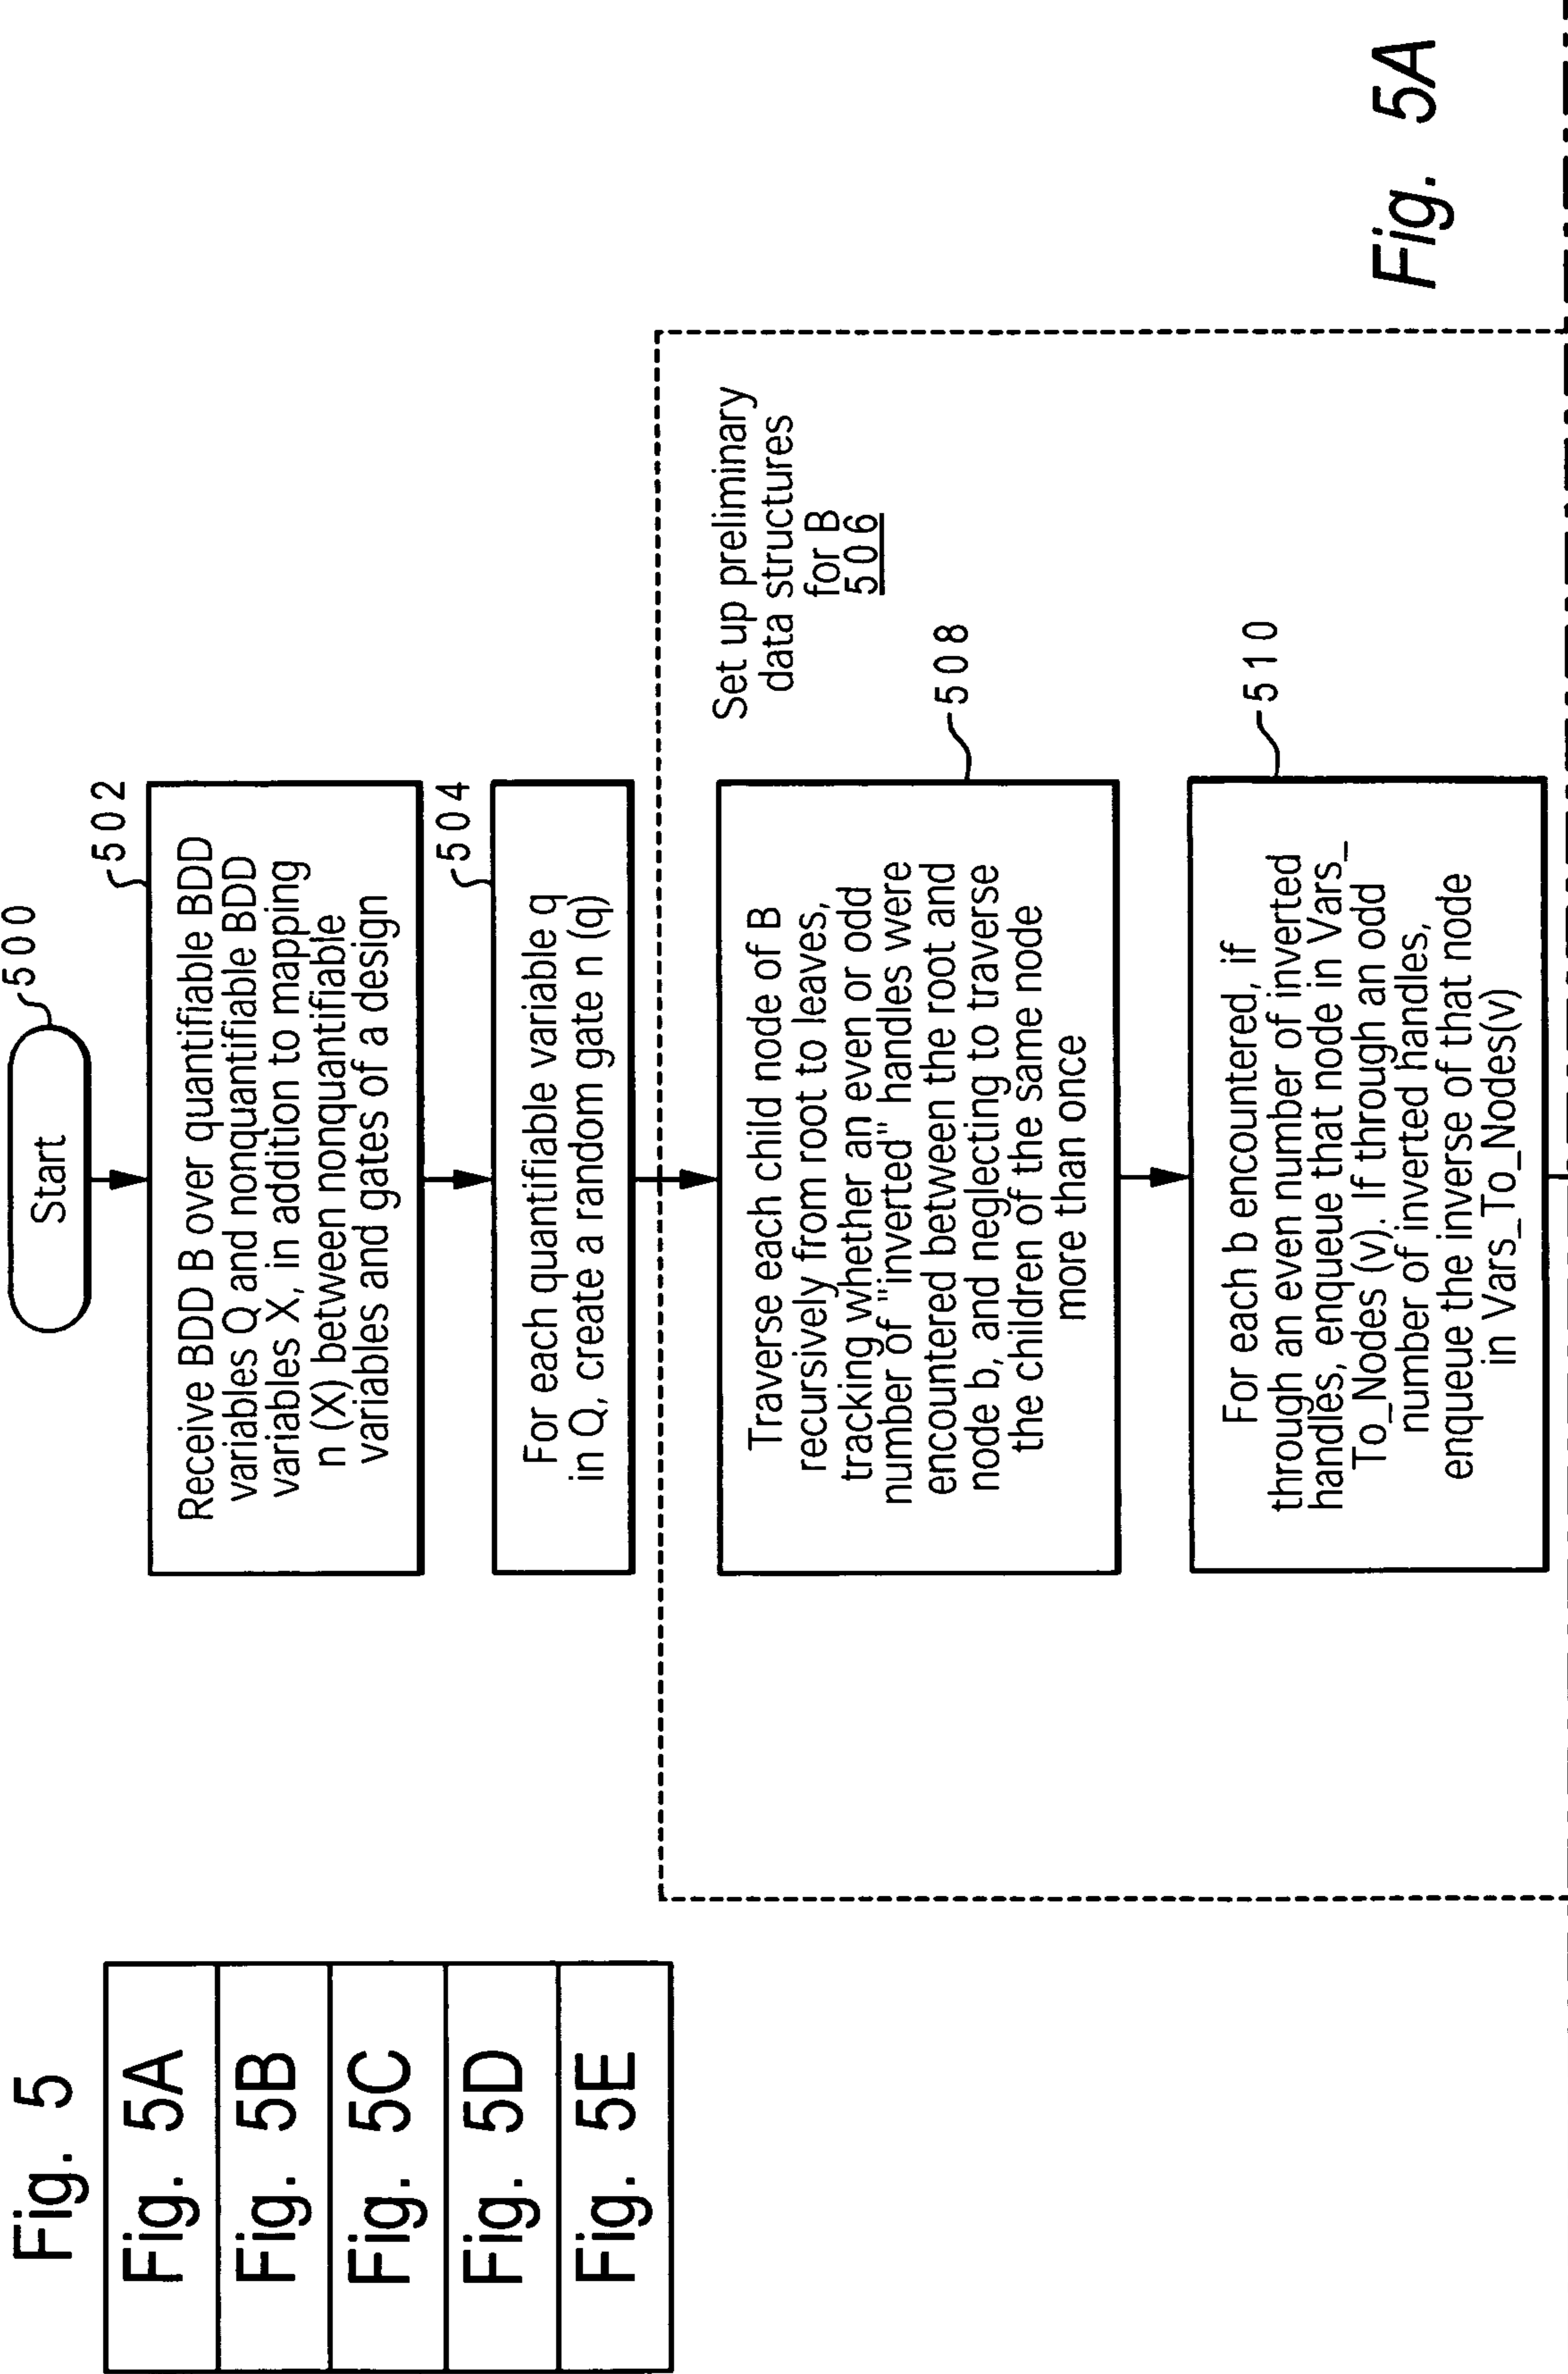 Fig. 5
Fig. 5A
Fig. 5B
Fig. 5C
Fig. 5D
Fig. 5E
Start
500
502
Receive BDD B over quantifiable BDD
variables Q and nonquantifiable BDD
variables X, in addition to mapping
n (X) between nonquantifiable
variables and gates of a design
504
For each quantifiable variable q
in Q, create a random gate n (q)
Set up preliminary
data structures
for B
506
508
Traverse each child node of B
recursively from root to leaves,
tracking whether an even or odd
number of "inverted" handles were
encountered between the root and
node b, and neglecting to traverse
the children of the same node
more than once
510
For each b encountered, if
through an even number of inverted
handles, enqueue that node in Vars_
To_Nodes (v). If through an odd
number of inverted handles,
enqueue the inverse of that node
in Vars_To_Nodes(v)
Fig. 5A